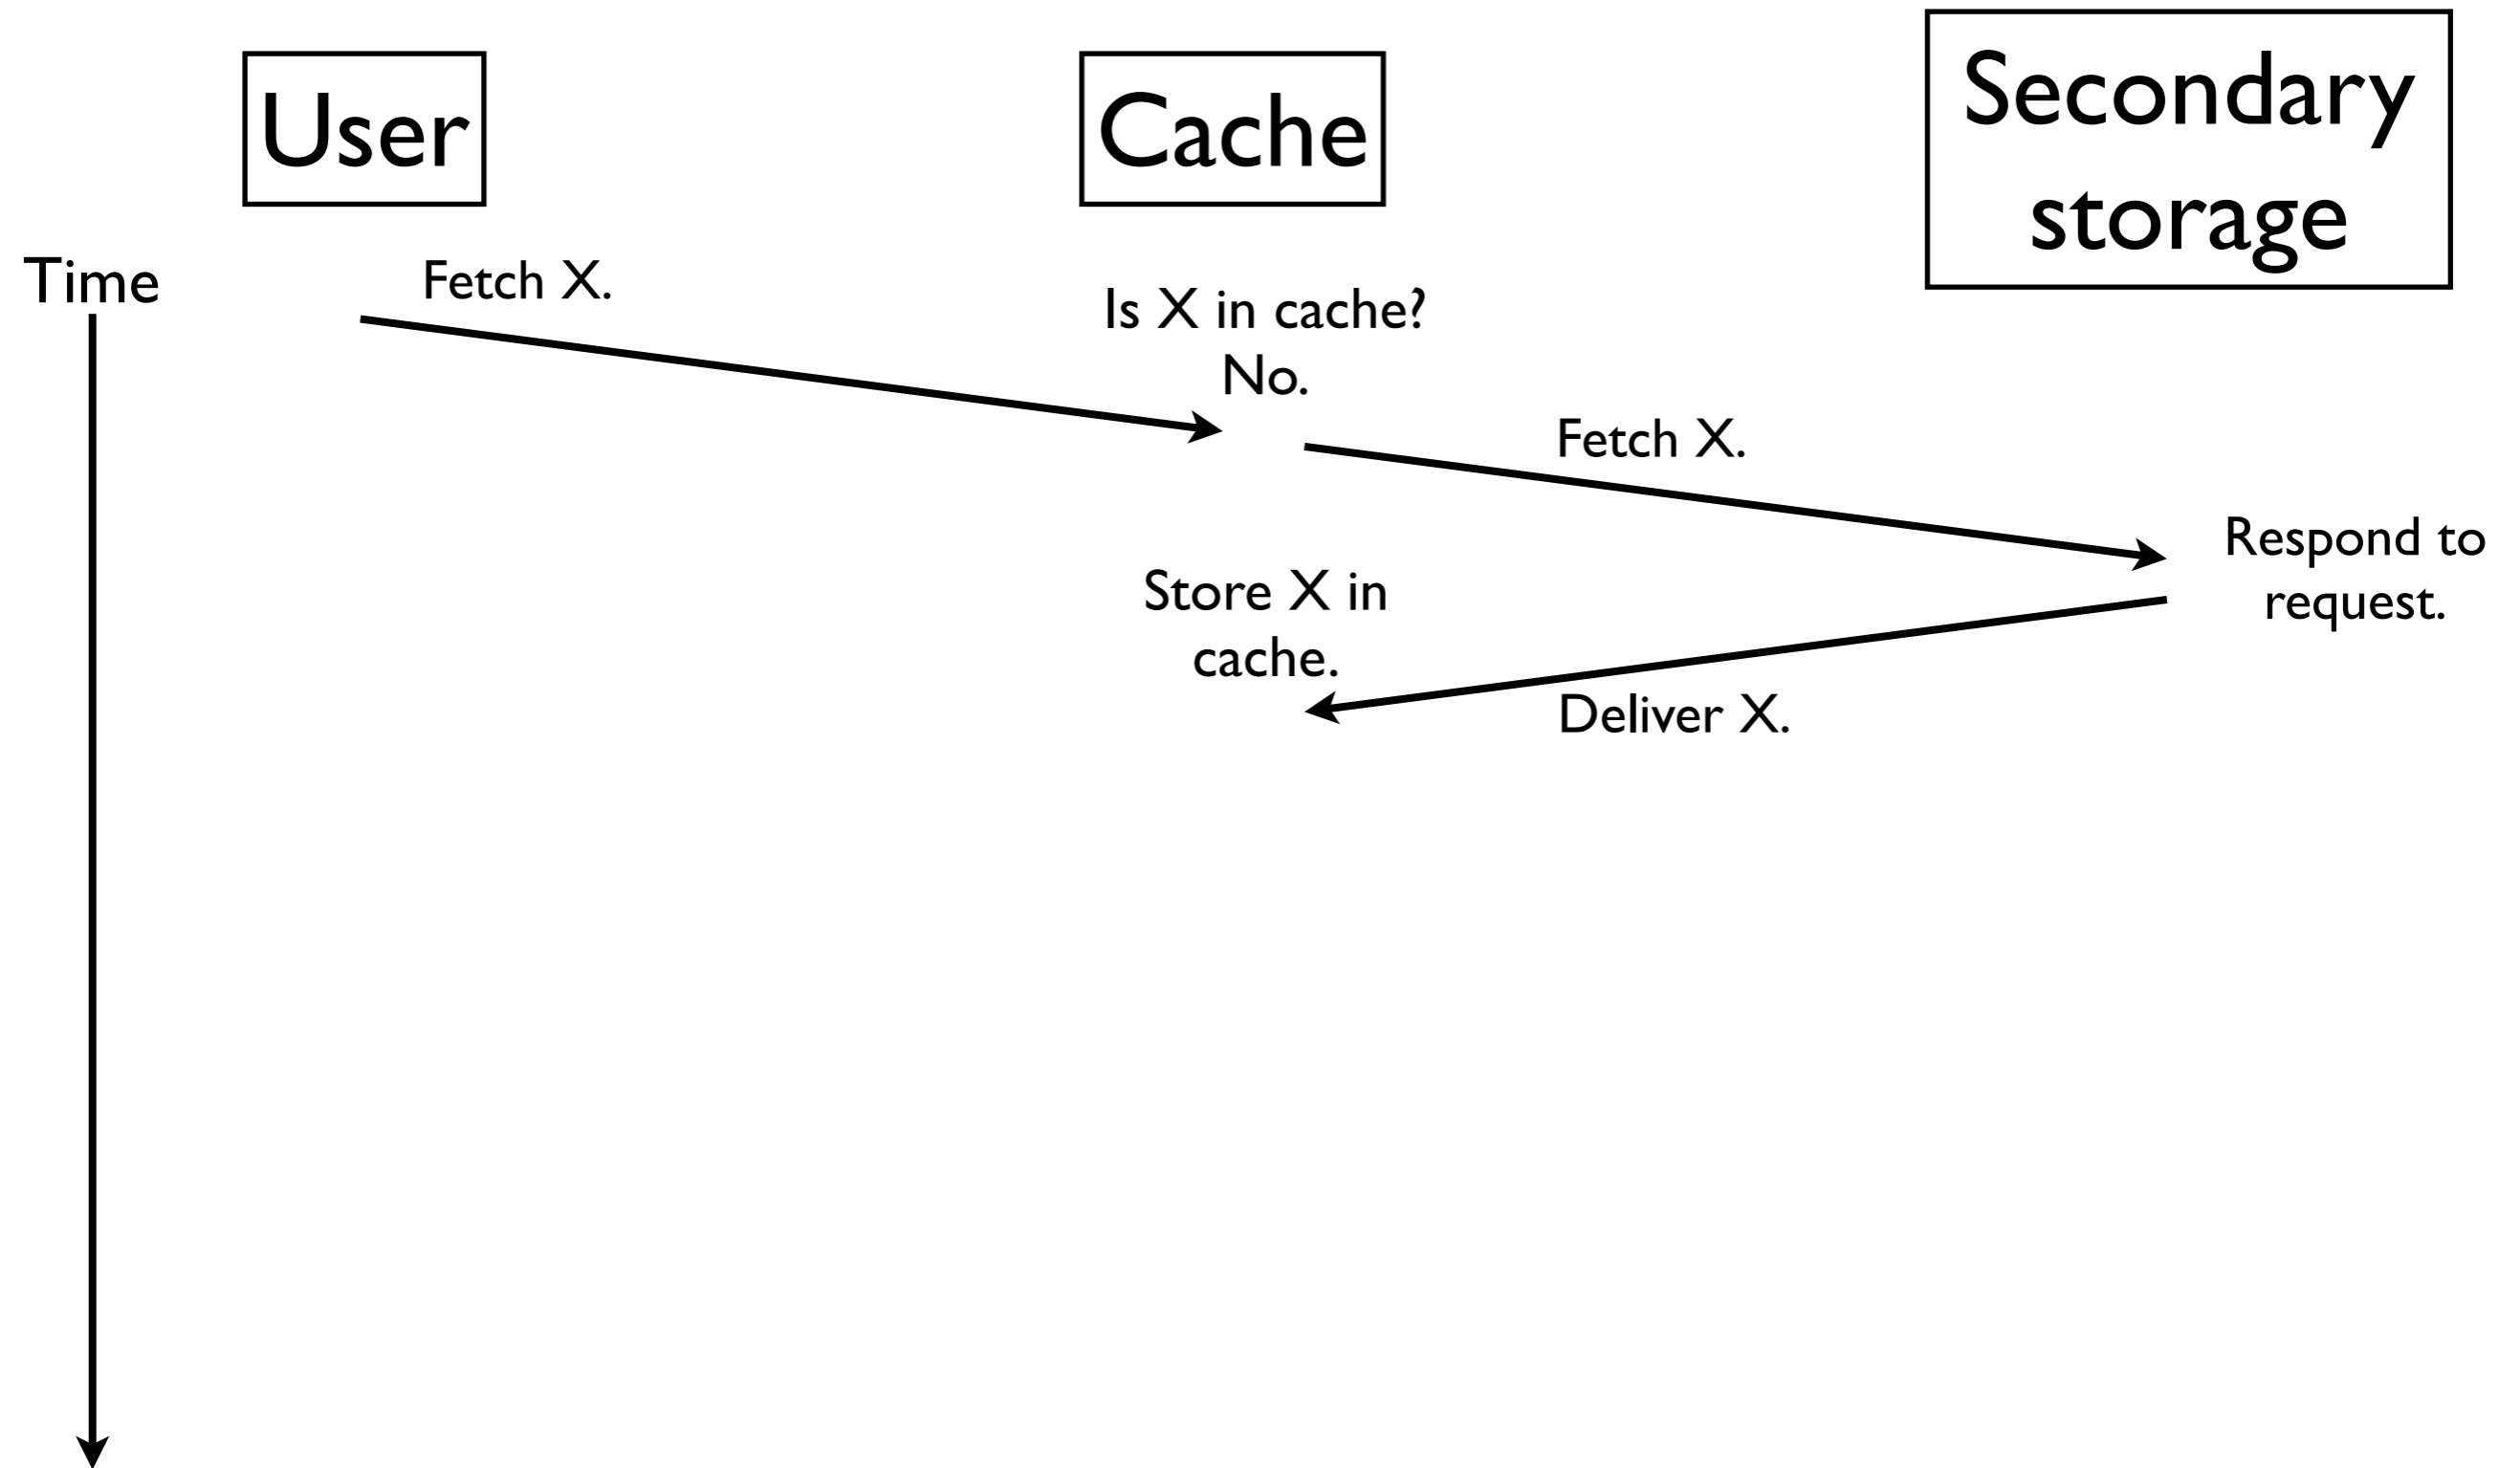 User
Cache
Secondary
storage
Time
Fetch X.
Is X in cache?
No.
Fetch X.
Respond to
request.
Store X in
cache.
Deliver X.